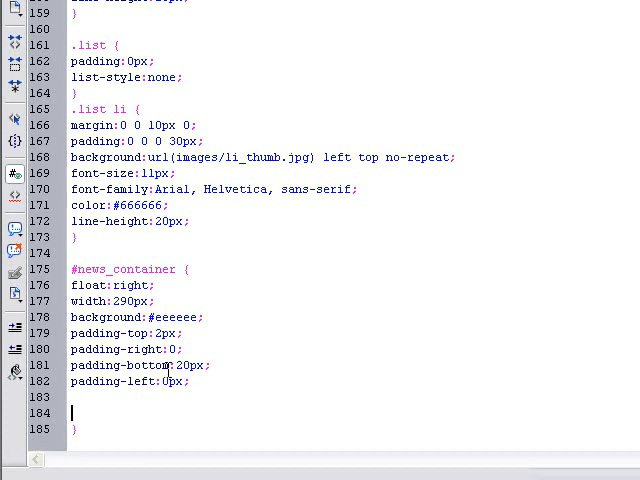 159 }
160
161 .list {
162 padding:0px;
163 list-style:none;
164 }
165 .list li {
166 margin:0 0 10px 0;
167 padding:0 0 0 30px;
168 background:url(images/li_thumb.jpg) left top no-repeat;
169 font-size:11px;
170 font-family:Arial, Helvetica, sans-serif;
171 color:#666666;
172 line-height:20px;
173 }
174
175 #news_container {
176 float:right;
177 width:290px;
178 background:#eeeeee;
179 padding-top:2px;
180 padding-right:0;
181 padding-bottom:20px;
182 padding-left:0px;
183
184
185 }